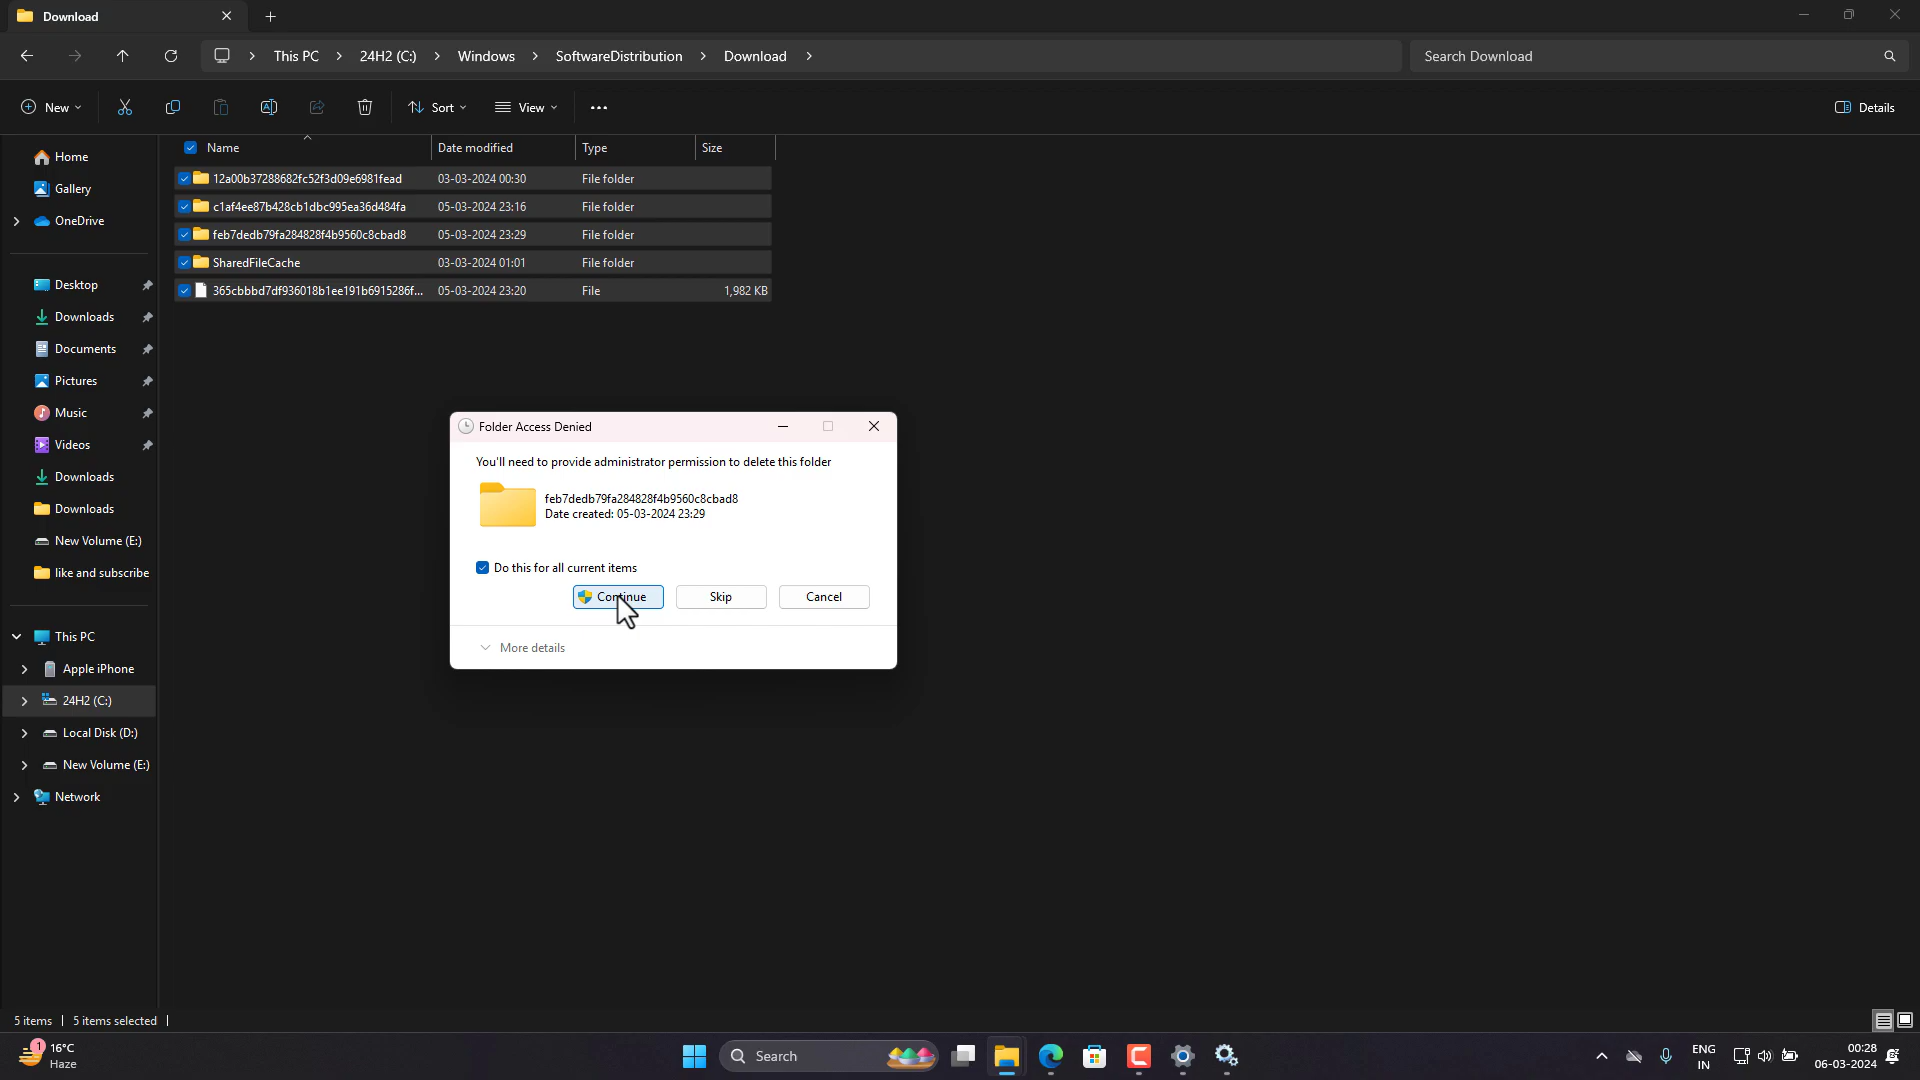 Download
This PC
24H2 (C:)
Windows
SoftwareDistribution
Download
Search Download
New
Sort
View
Details
Name
Date modified
Type
Size
12a00b37288682fc52f3d09e6981fead 03-03-2024 00:30 File folder
c1af4ee87b428cb1dbc995ea36d484fa 05-03-2024 23:16 File folder
feb7dedb79fa284828f4b9560c8cbad8 05-03-2024 23:29 File folder
SharedFileCache 03-03-2024 01:01 File folder
365cbbbd7df936018b1ee191b6915286f... 05-03-2024 23:20 File 1,982 KB
Home
Gallery
OneDrive
Desktop
Downloads
Documents
Pictures
Music
Videos
Downloads
Downloads
New Volume (E:)
like and subscribe
This PC
Apple iPhone
24H2 (C:)
Local Disk (D:)
New Volume (E:)
Network
Folder Access Denied
You'll need to provide administrator permission to delete this folder
feb7dedb79fa284828f4b9560c8cbad8
Date created: 05-03-2024 23:29
Do this for all current items
Continue
Skip
Cancel
More details
5 items
5 items selected
1
16°C
Haze
Search
ENG
IN
00:28
06-03-2024